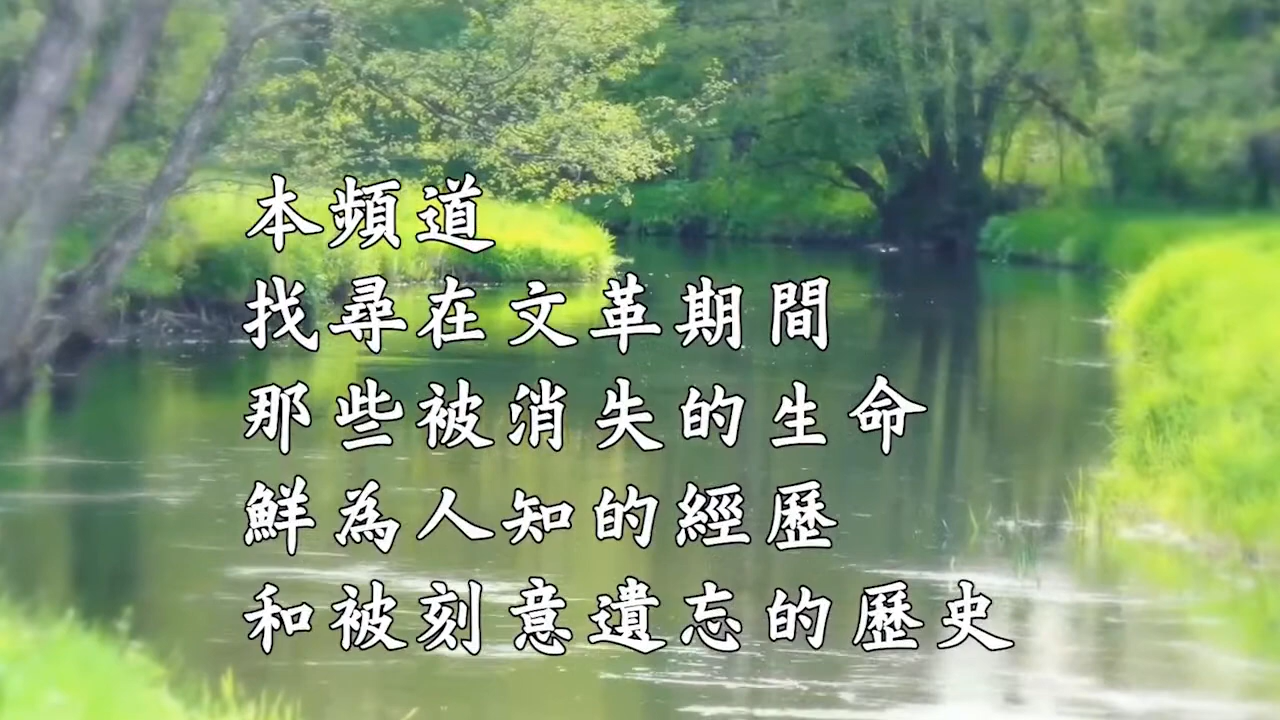 本頻道
找尋在文革期間
那些被消失的生命
鮮為人知的經歷
和被刻意遺忘的歷史